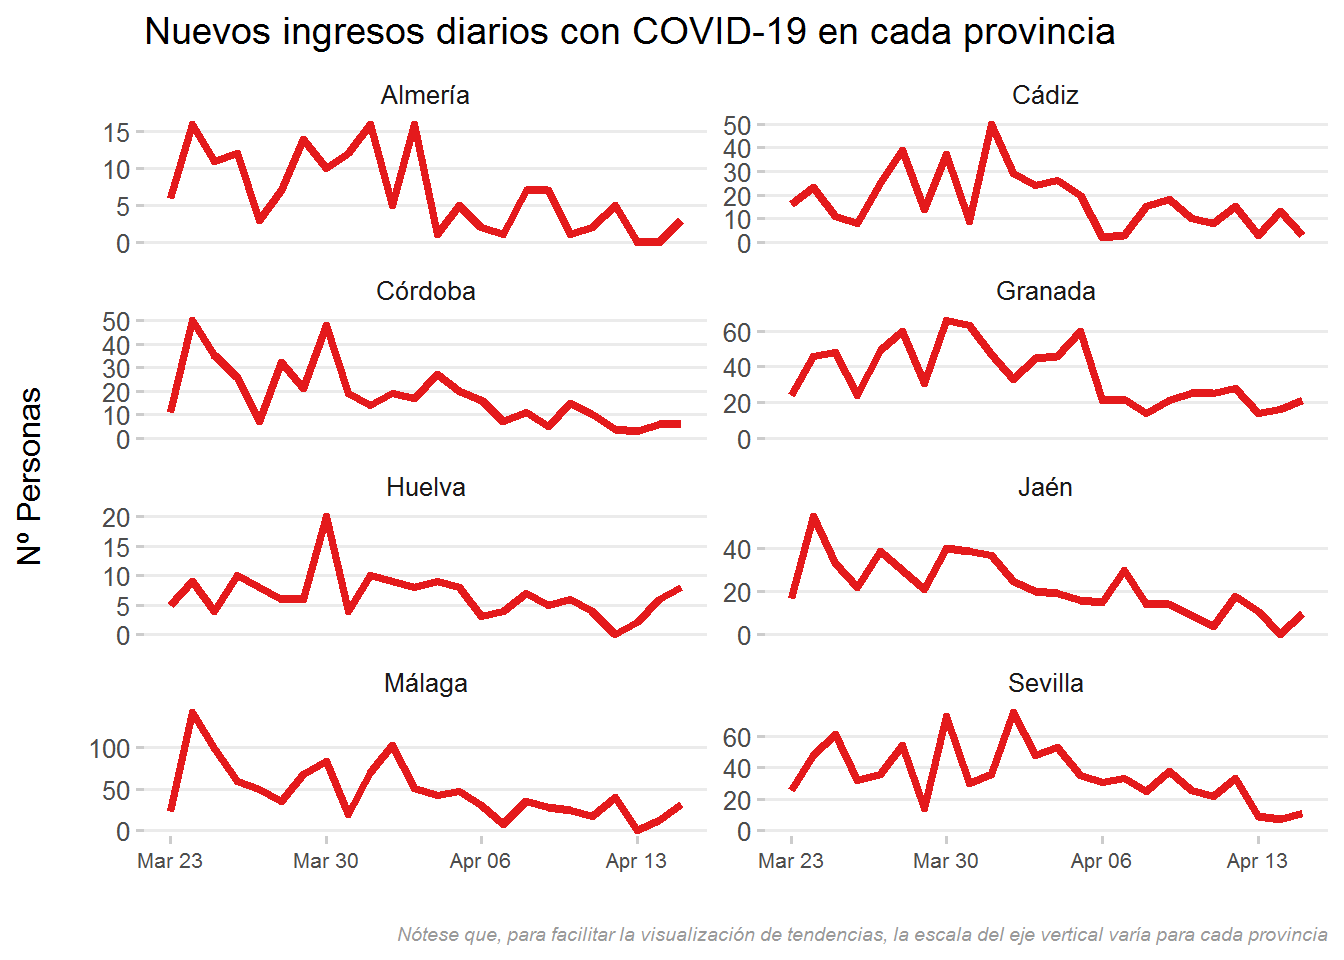 Nuevos ingresos diarios con COVID-19 en cada provincia
Nº Personas
Almería
15
10
5
0
Cádiz
50
40
30
20
10
0
Córdoba
50
40
30
20
10
0
Granada
60
40
20
0
Huelva
20
15
10
5
0
Jaén
40
20
0
Málaga
100
50
0
Mar 23 Mar 30 Apr 06 Apr 13
Sevilla
60
40
20
0
Mar 23 Mar 30 Apr 06 Apr 13
Nótese que, para facilitar la visualización de tendencias, la escala del eje vertical varía para cada provincia